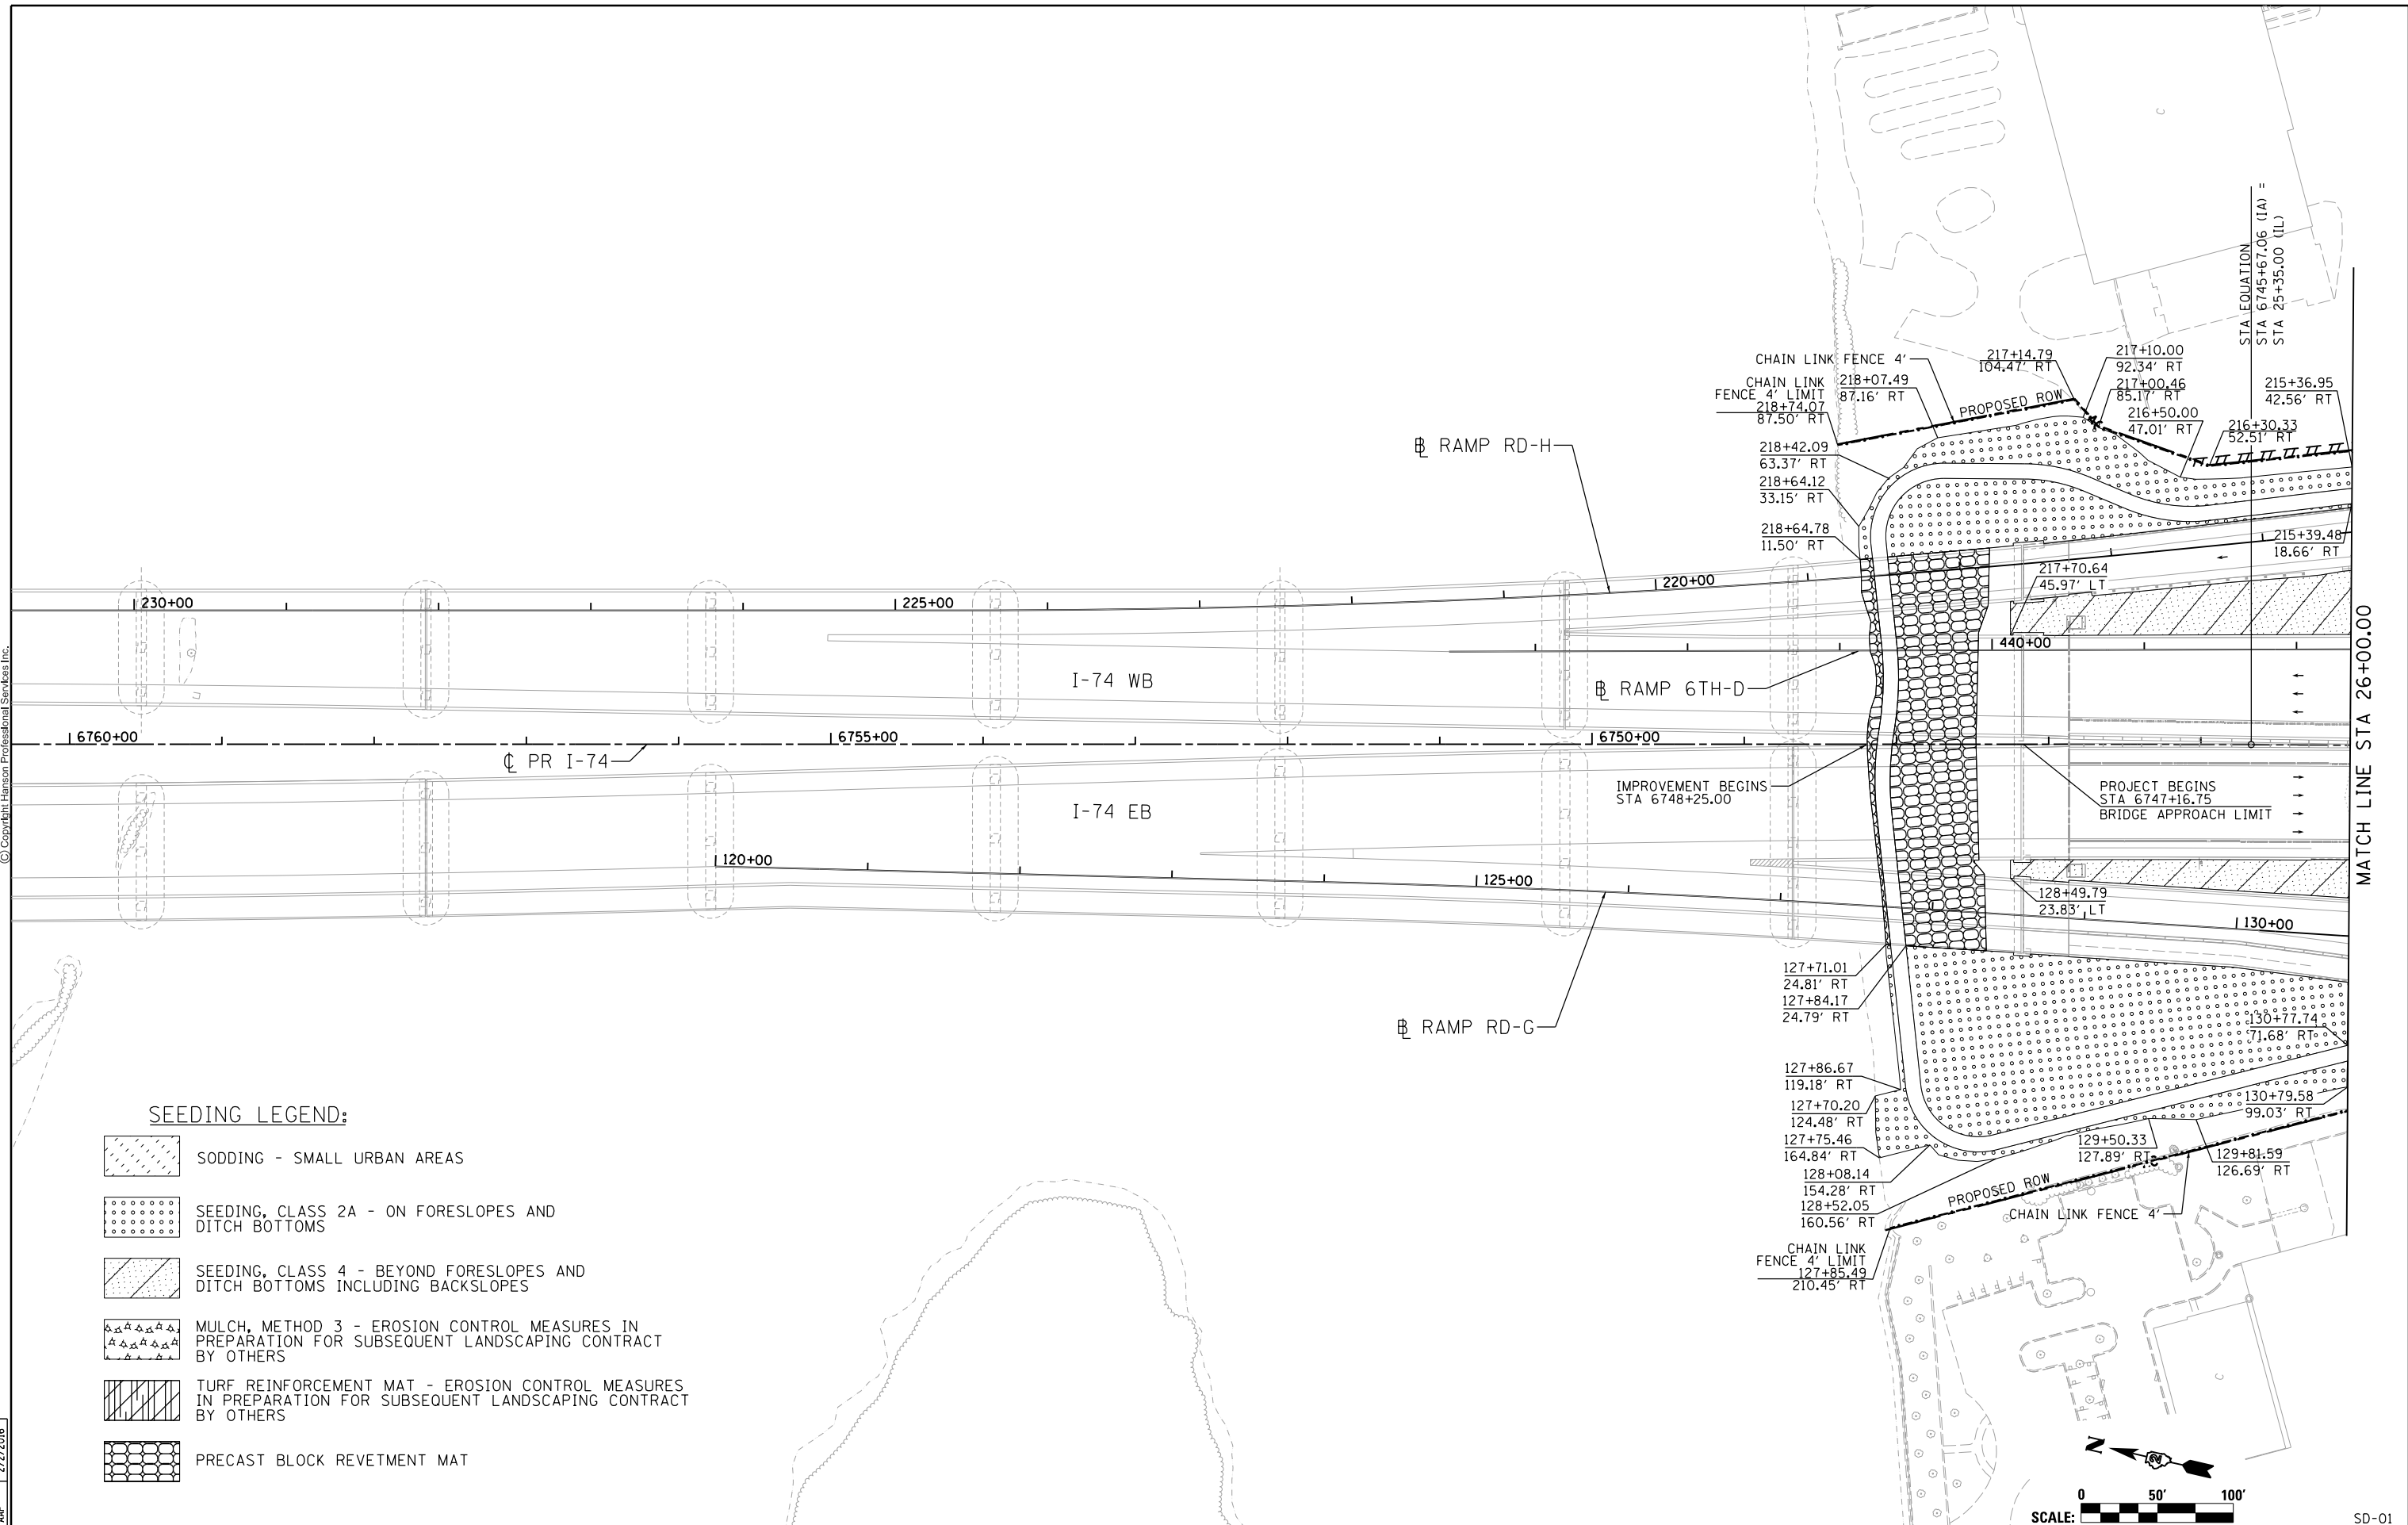 STA EQUATION
STA 6745+67.06 (IA) =
STA 25+35.00 (IL)
CHAIN LINK FENCE 4'
217+14.79
104.47' RT
217+10.00
92.34' RT
217+00.46
85.17' RT
215+36.95
42.56' RT
CHAIN LINK
FENCE 4' LIMIT
218+74.07
87.50' RT
218+07.49
87.16' RT
PROPOSED ROW
216+50.00
47.01' RT
216+30.33
52.51' RT
℄ RAMP RD-H
218+42.09
63.37' RT
218+64.12
33.15' RT
218+64.78
11.50' RT
215+39.48
18.66' RT
217+70.64
45.97' LT
230+00
225+00
220+00
440+00
I-74 WB
℄ RAMP 6TH-D
6760+00
6755+00
6750+00
℄ PR I-74
IMPROVEMENT BEGINS
STA 6748+25.00
PROJECT BEGINS
STA 6747+16.75
BRIDGE APPROACH LIMIT
MATCH LINE STA 26+00.00
I-74 EB
120+00
125+00
128+49.79
23.83' LT
130+00
127+71.01
24.81' RT
127+84.17
24.79' RT
℄ RAMP RD-G
130+77.74
71.68' RT
127+86.67
119.18' RT
127+70.20
124.48' RT
127+75.46
164.84' RT
128+08.14
154.28' RT
128+52.05
160.56' RT
130+79.58
99.03' RT
129+50.33
127.89' RT
129+81.59
126.69' RT
PROPOSED ROW
CHAIN LINK FENCE 4'
CHAIN LINK
FENCE 4' LIMIT
127+85.49
210.45' RT
SEEDING LEGEND:
SODDING - SMALL URBAN AREAS
SEEDING, CLASS 2A - ON FORESLOPES AND
DITCH BOTTOMS
SEEDING, CLASS 4 - BEYOND FORESLOPES AND
DITCH BOTTOMS INCLUDING BACKSLOPES
MULCH, METHOD 3 - EROSION CONTROL MEASURES IN
PREPARATION FOR SUBSEQUENT LANDSCAPING CONTRACT
BY OTHERS
TURF REINFORCEMENT MAT - EROSION CONTROL MEASURES
IN PREPARATION FOR SUBSEQUENT LANDSCAPING CONTRACT
BY OTHERS
PRECAST BLOCK REVETMENT MAT
© Copyright Hanson Professional Services Inc.
C
C
N
2
SCALE:
0 50' 100'
SD-01